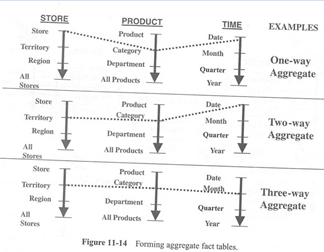 STORE PRODUCT TIME EXAMPLES
Store Product Date
Territory Category Month One-way
Region Department Quarter Aggregate
All Stores All Products Year
Store Product Date
Territory Category Month Two-way
Region Department Quarter Aggregate
All Stores All Products Year
Store Product Date
Territory Category Month Three-way
Region Department Quarter Aggregate
All Stores All Products Year
Figure 11-14 Forming aggregate fact tables.